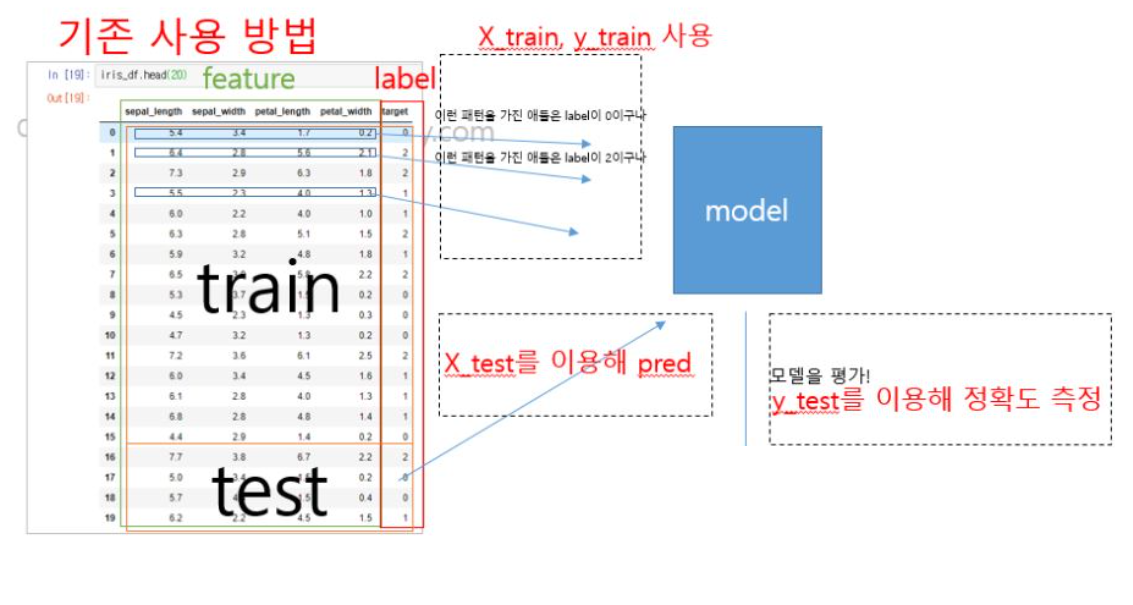 기존 사용 방법
X_train, y_train 사용
In [19]: iris_df.head(20)
feature
label
Out[19]:
sepal_length sepal_width petal_length petal_width target
0 5.4 3.4 1.7 0.2 0
1 6.4 2.8 5.6 2.1 2
2 7.3 2.9 6.3 1.8 2
3 5.5 2.3 4.0 1.3 1
4 6.0 2.2 4.0 1.0 1
5 6.3 2.8 5.1 1.5 2
6 5.9 3.2 4.8 1.8 1
7 6.5 2.2 2
8 5.3 3.7 0.2 0
9 4.5 2.3 1.3 0.3 0
10 4.7 3.2 1.3 0.2 0
11 7.2 3.6 6.1 2.5 2
12 6.0 3.4 4.5 1.6 1
13 6.1 2.8 4.0 1.3 1
14 6.8 2.8 4.8 1.4 1
15 4.4 2.9 1.4 0.2 0
16 7.7 3.8 6.7 2.2 2
17 5.0 3.4 0.2 0
18 5.7 1.5 0.4 0
19 6.2 2.2 4.5 1.5 1
train
test
이런 패턴을 가진 애들은 label이 0이구나
이런 패턴을 가진 애들은 label이 2이구나
y.com
model
X_test를 이용해 pred
모델을 평가!
y_test를 이용해 정확도 측정